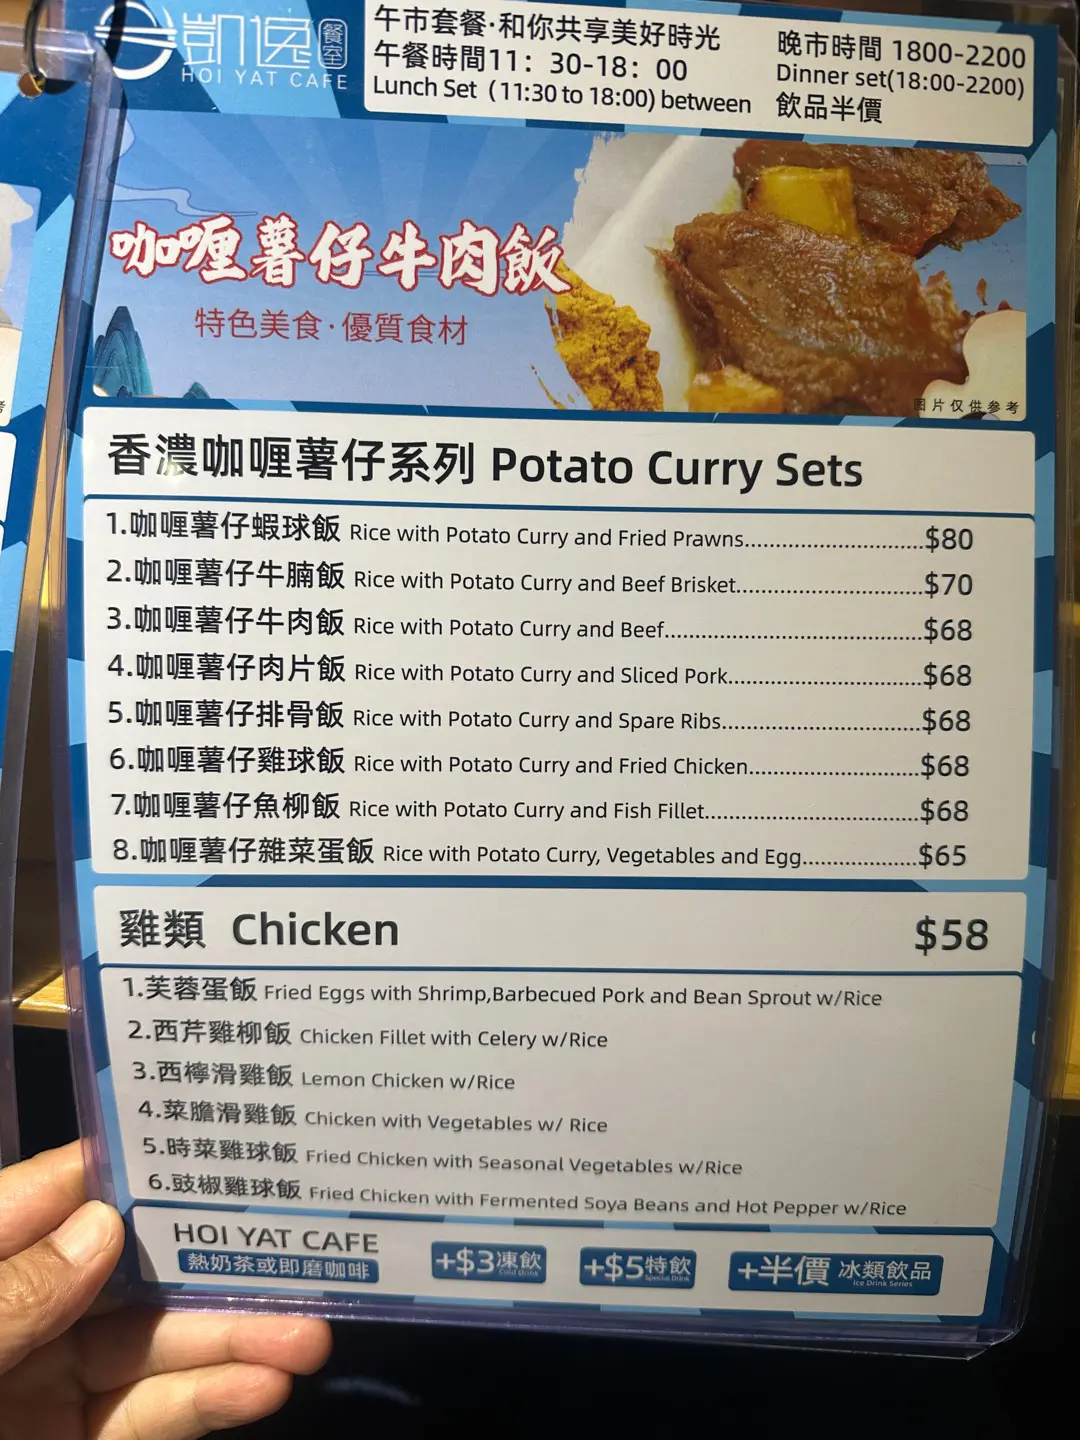 凱逸餐室
HOI YAT CAFE
午市套餐·和你共享美好時光
午餐時間11：30-18：00
Lunch Set（11:30 to 18:00) between
晚市時間 1800-2200
Dinner set(18:00-2200)
飲品半價
咖喱薯仔牛肉飯
特色美食·優質食材
图片仅供参考
香濃咖喱薯仔系列 Potato Curry Sets
1.咖喱薯仔蝦球飯 Rice with Potato Curry and Fried Prawns................................$80
2.咖喱薯仔牛腩飯 Rice with Potato Curry and Beef Brisket................................$70
3.咖喱薯仔牛肉飯 Rice with Potato Curry and Beef................................$68
4.咖喱薯仔肉片飯 Rice with Potato Curry and Sliced Pork................................$68
5.咖喱薯仔排骨飯 Rice with Potato Curry and Spare Ribs................................$68
6.咖喱薯仔雞球飯 Rice with Potato Curry and Fried Chicken............................$68
7.咖喱薯仔魚柳飯 Rice with Potato Curry and Fish Fillet................................$68
8.咖喱薯仔雜菜蛋飯 Rice with Potato Curry, Vegetables and Egg..................$65
雞類 Chicken $58
1.芙蓉蛋飯 Fried Eggs with Shrimp,Barbecued Pork and Bean Sprout w/Rice
2.西芹雞柳飯 Chicken Fillet with Celery w/Rice
3.西檸滑雞飯 Lemon Chicken w/Rice
4.菜膽滑雞飯 Chicken with Vegetables w/ Rice
5.時菜雞球飯 Fried Chicken with Seasonal Vegetables w/Rice
6.豉椒雞球飯 Fried Chicken with Fermented Soya Beans and Hot Pepper w/Rice
HOI YAT CAFE
熱奶茶或即磨咖啡
+$3凍飲
Cold Drink
+$5特飲
Special Drink
+半價 冰類飲品
Ice Drink Series